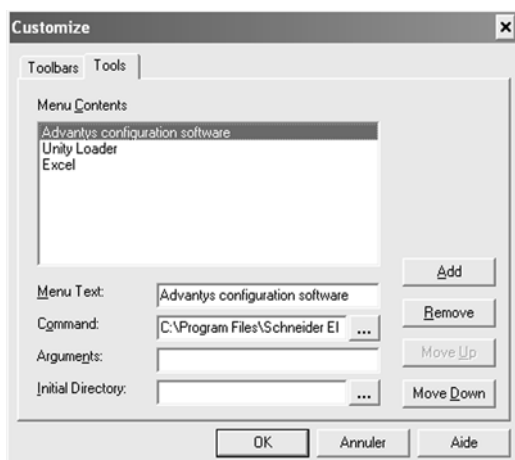 Customize
Toolbars Tools
Menu Contents
Advantys configuration software
Unity Loader
Excel
Add
Menu Text: Advantys configuration software
Remove
Command: C:\Program Files\Schneider El ...
Move Up
Arguments:
Initial Directory: ...
Move Down
OK Annuler Aide